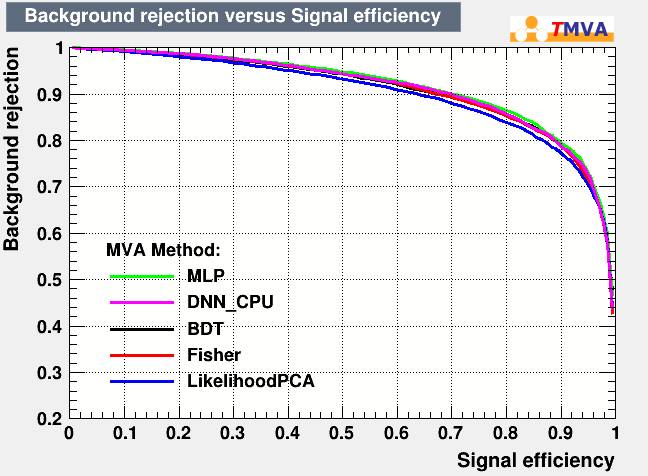 Background rejection versus Signal efficiency
TMVA
Background rejection
1
0.9
0.8
0.7
0.6
0.5
0.4
0.3
0.2
MVA Method:
MLP
DNN_CPU
BDT
Fisher
LikelihoodPCA
0 0.1 0.2 0.3 0.4 0.5 0.6 0.7 0.8 0.9 1
Signal efficiency